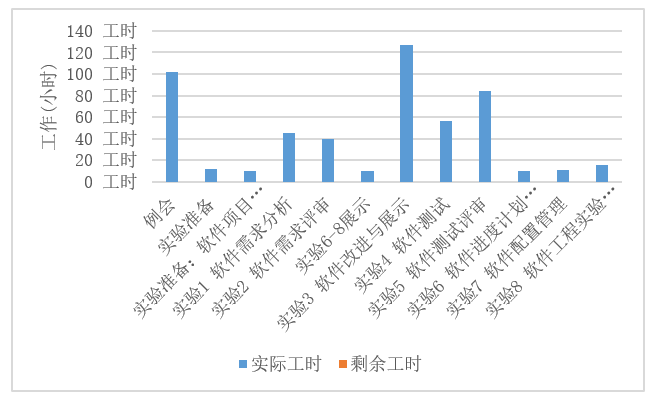 工作(小时)
140 工时
120 工时
100 工时
80 工时
60 工时
40 工时
20 工时
0 工时
例会
实验准备
实验准备：软件项目…
实验1 软件需求分析
实验2 软件需求评审
实验6-8展示
实验3 软件改进与展示
实验4 软件测试
实验5 软件测试评审
实验6 软件进度计划…
实验7 软件配置管理
实验8 软件工程实验…
实际工时
剩余工时